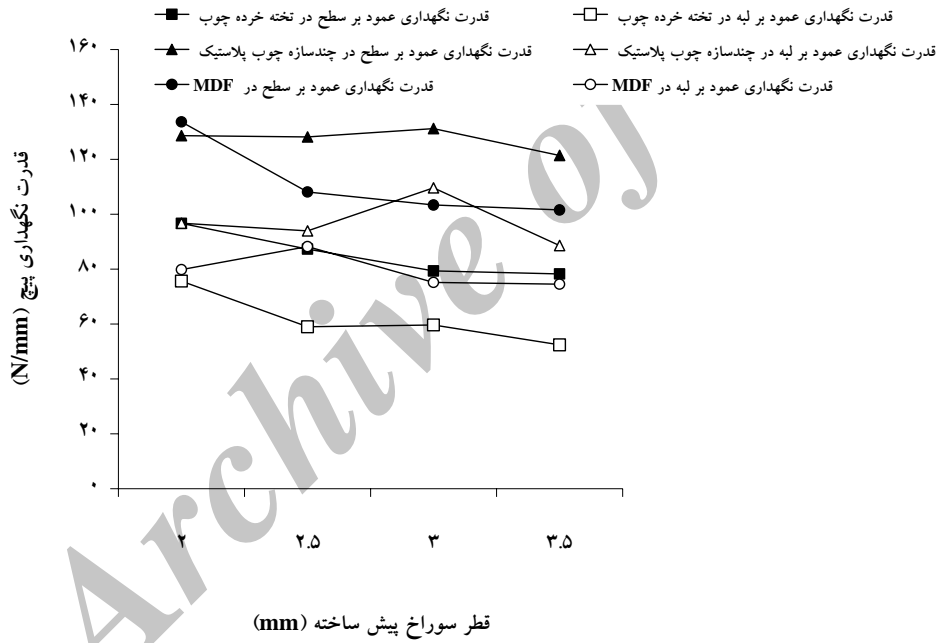 قدرت نگهداری عمود بر سطح در تخته خرده چوب
قدرت نگهداری عمود بر لبه در تخته خرده چوب
قدرت نگهداری عمود بر سطح در چندسازه چوب پلاستیک
قدرت نگهداری عمود بر لبه در چندسازه چوب پلاستیک
قدرت نگهداری عمود بر سطح در MDF
قدرت نگهداری عمود بر لبه در MDF
۱۶۰
۱۴۰
۱۲۰
۱۰۰
۸۰
۶۰
۴۰
۲۰
۰
قدرت نگهداری پیچ (N/mm)
۲ ۲.۵ ۳ ۳.۵
قطر سوراخ پیش ساخته (mm)
Archive of